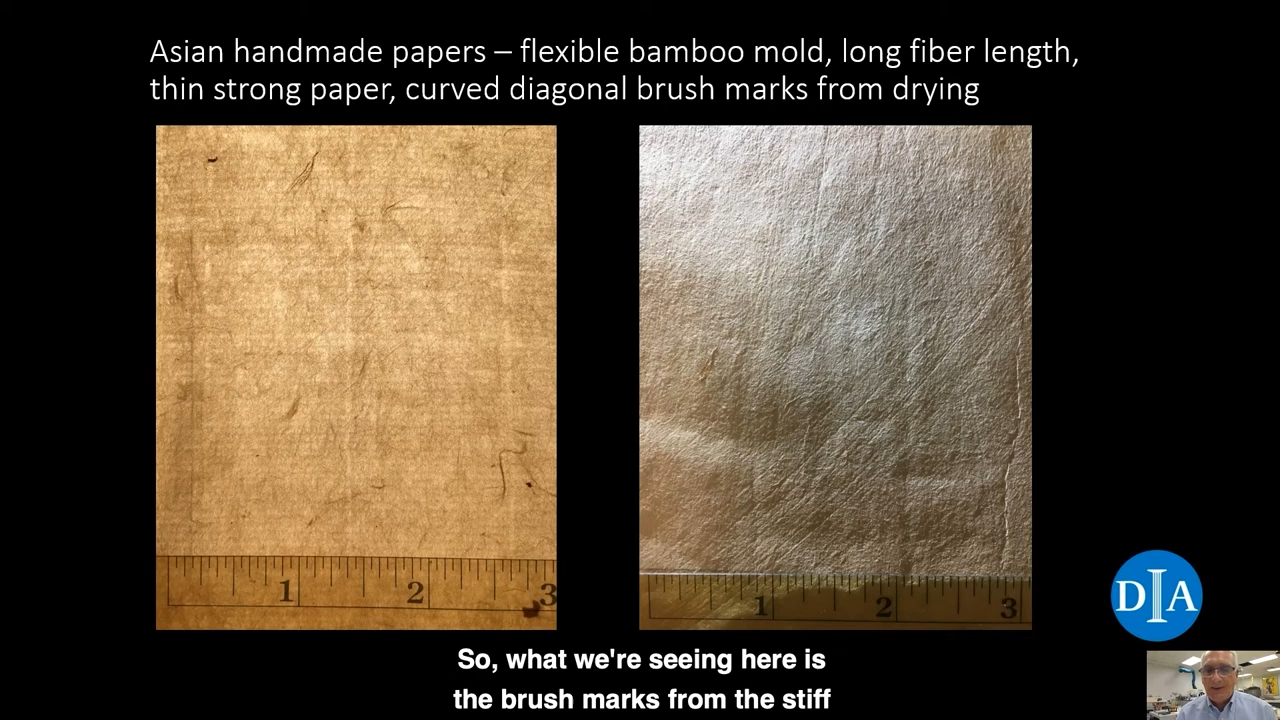 Asian handmade papers – flexible bamboo mold, long fiber length,
thin strong paper, curved diagonal brush marks from drying
1 2 3
1 2 3
DIA
So, what we're seeing here is
the brush marks from the stiff